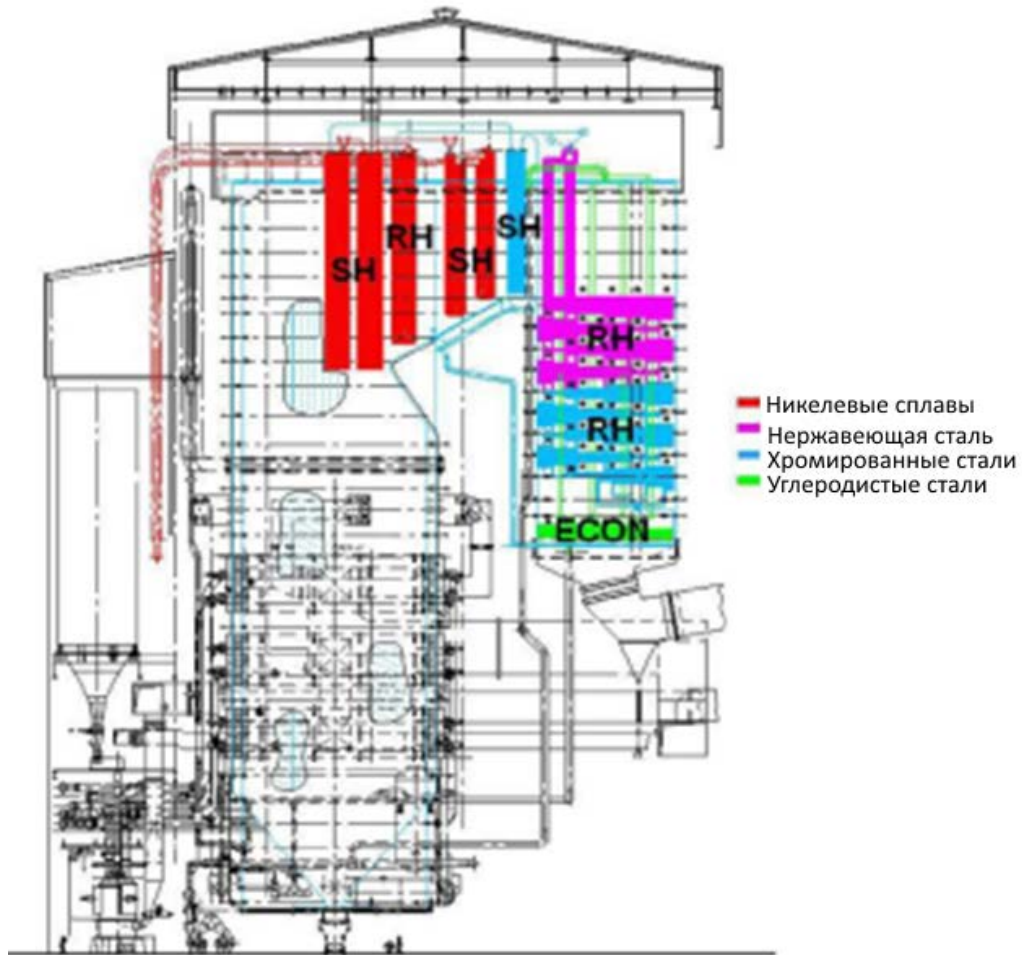 RH
SH
SH
SH
RH
RH
ECON
Никелевые сплавы
Нержавеющая сталь
Хромированные стали
Углеродистые стали